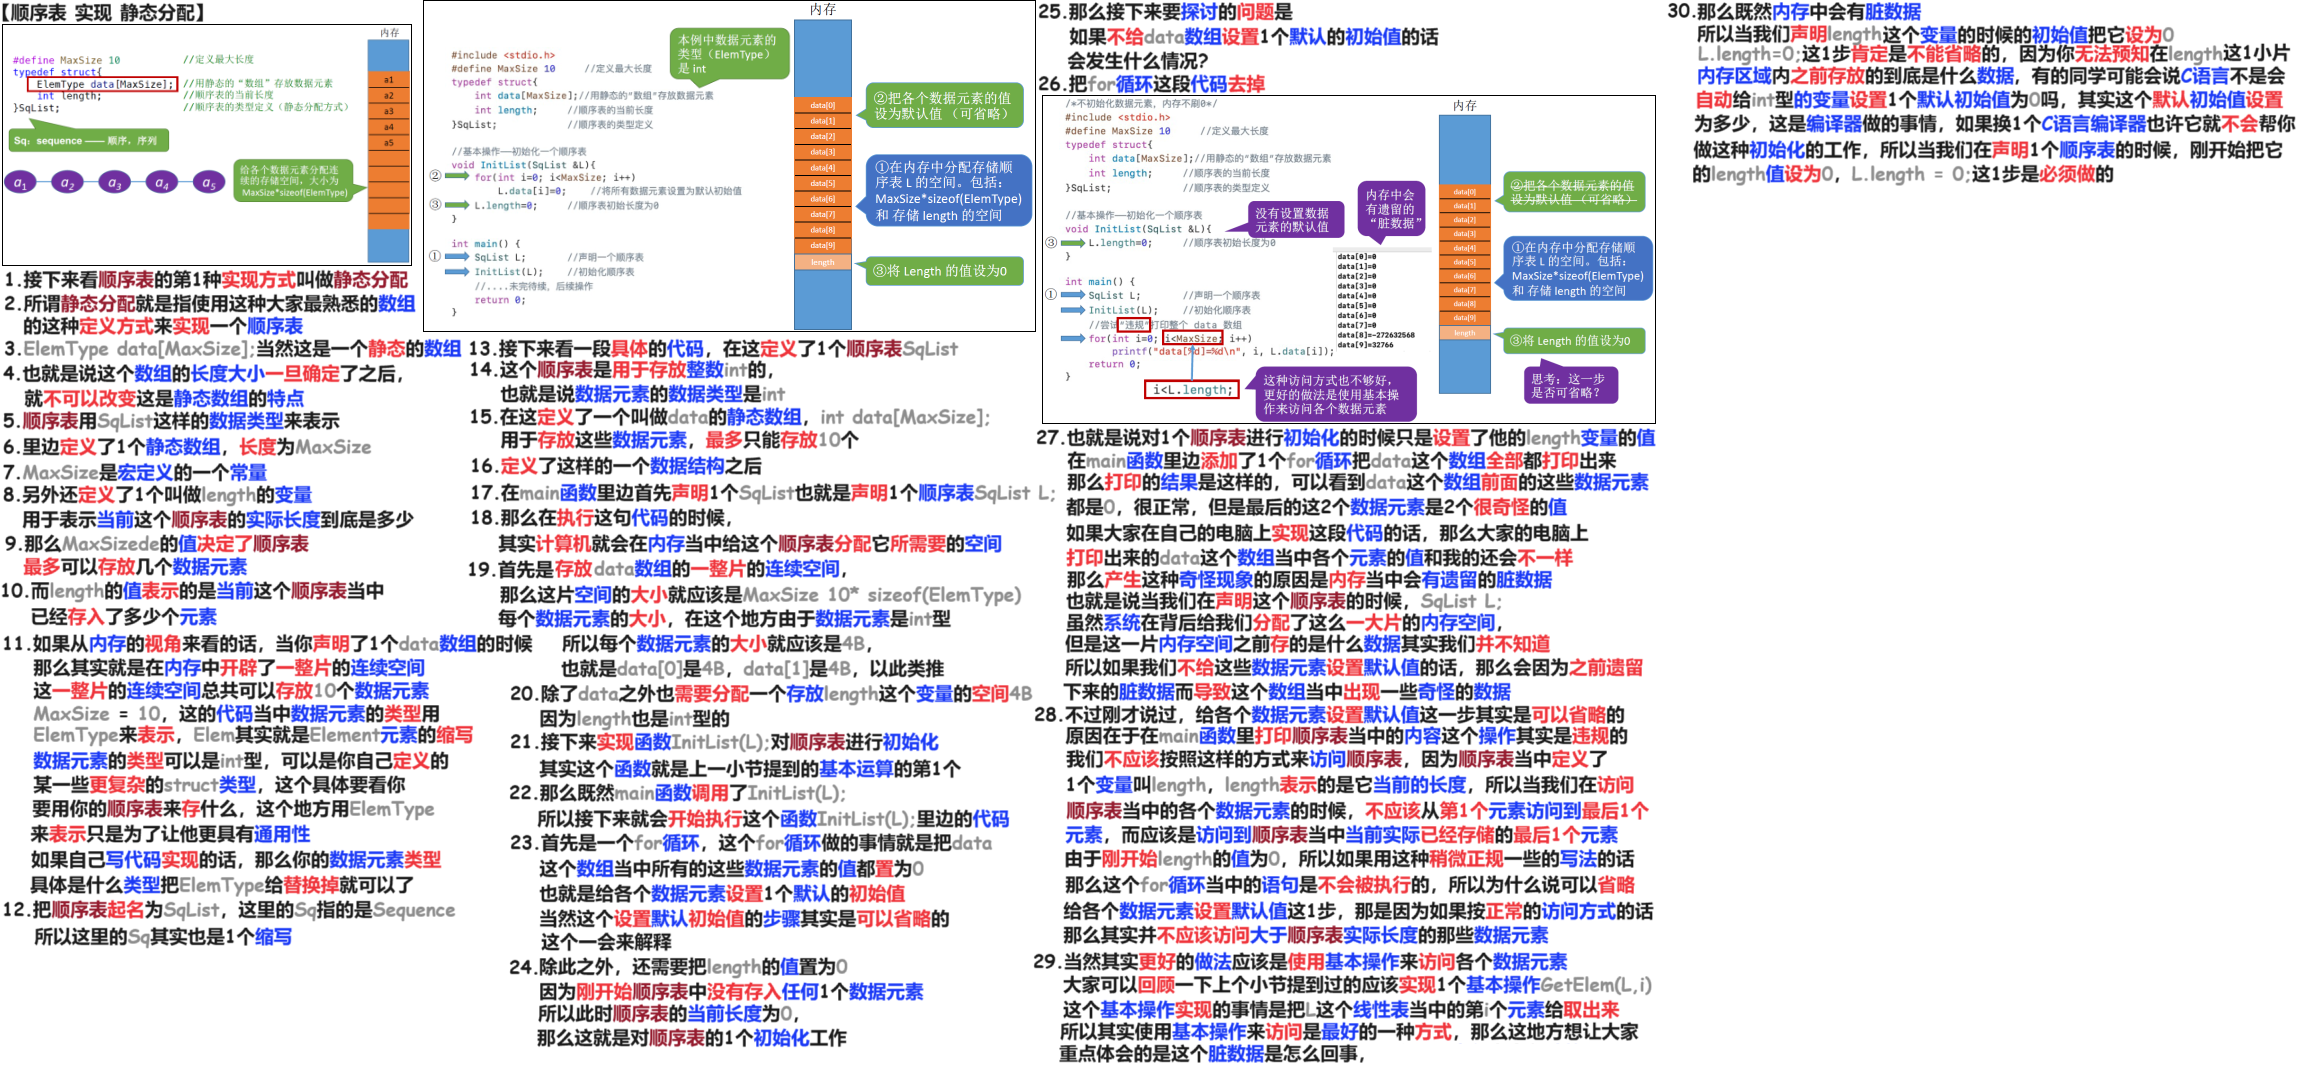 【顺序表 实现 静态分配】
内存
#define MaxSize 10 //定义最大长度
typedef struct{
ElemType data[MaxSize]; //用静态的“数组”存放数据元素
int length; //顺序表的当前长度
}SqList; //顺序表的类型定义（静态分配方式）
Sq：sequence —— 顺序，序列
a1
a2
a3
a4
a5
给各个数据元素分配连
续的存储空间，大小为
MaxSize*sizeof(ElemType)
a1 a2 a3 a4 a5
1.接下来看顺序表的第1种实现方式叫做静态分配
2.所谓静态分配就是指使用这种大家最熟悉的数组
的这种定义方式来实现一个顺序表
3.ElemType data[MaxSize];当然这是一个静态的数组
4.也就是说这个数组的长度大小一旦确定了之后，
就不可以改变这是静态数组的特点
5.顺序表用SqList这样的数据类型来表示
6.里边定义了1个静态数组，长度为MaxSize
7.MaxSize是宏定义的一个常量
8.另外还定义了1个叫做length的变量
用于表示当前这个顺序表的实际长度到底是多少
9.那么MaxSizede的值决定了顺序表
最多可以存放几个数据元素
10.而length的值表示的是当前这个顺序表当中
已经存入了多少个元素
11.如果从内存的视角来看的话，当你声明了1个data数组的时候
那么其实就是在内存中开辟了一整片的连续空间
这一整片的连续空间总共可以存放10个数据元素
MaxSize = 10，这的代码当中数据元素的类型用
ElemType来表示，Elem其实就是Element元素的缩写
数据元素的类型可以是int型，可以是你自己定义的
某一些更复杂的struct类型，这个具体要看你
要用你的顺序表来存什么，这个地方用ElemType
来表示只是为了让他更具有通用性
如果自己写代码实现的话，那么你的数据元素类型
具体是什么类型把ElemType给替换掉就可以了
12.把顺序表起名为SqList，这里的Sq指的是Sequence
所以这里的Sq其实也是1个缩写
内存
本例中数据元素的
类型（ElemType）
是 int
#include <stdio.h>
#define MaxSize 10 //定义最大长度
typedef struct{
int data[MaxSize];//用静态的“数组”存放数据元素
int length; //顺序表的当前长度
}SqList; //顺序表的类型定义
//基本操作——初始化一个顺序表
void InitList(SqList &L){
② for(int i=0; i<MaxSize; i++)
L.data[i]=0; //将所有数据元素设置为默认初始值
③ L.length=0; //顺序表初始长度为0
}
int main() {
① SqList L; //声明一个顺序表
InitList(L); //初始化顺序表
//....未完待续，后续操作
return 0;
}
data[0]
data[1]
data[2]
data[3]
data[4]
data[5]
data[6]
data[7]
data[8]
data[9]
length
②把各个数据元素的值
设为默认值（可省略）
①在内存中分配存储顺
序表 L 的空间。包括：
MaxSize*sizeof(ElemType)
和 存储 length 的空间
③将 Length 的值设为0
13.接下来看一段具体的代码，在这定义了1个顺序表SqList
14.这个顺序表是用于存放整数int的，
也就是说数据元素的数据类型是int
15.在这定义了一个叫做data的静态数组，int data[MaxSize];
用于存放这些数据元素，最多只能存放10个
16.定义了这样的一个数据结构之后
17.在main函数里边首先声明1个SqList也就是声明1个顺序表SqList L;
18.那么在执行这句代码的时候，
其实计算机就会在内存当中给这个顺序表分配它所需要的空间
19.首先是存放data数组的一整片的连续空间，
那么这片空间的大小就应该是MaxSize 10* sizeof(ElemType)
每个数据元素的大小，在这个地方由于数据元素是int型
所以每个数据元素的大小就应该是4B，
也就是data[0]是4B，data[1]是4B，以此类推
20.除了data之外也需要分配一个存放length这个变量的空间4B
因为length也是int型的
21.接下来实现函数InitList(L);对顺序表进行初始化
其实这个函数就是上一小节提到的基本运算的第1个
22.那么既然main函数调用了InitList(L);
所以接下来就会开始执行这个函数InitList(L);里边的代码
23.首先是一个for循环，这个for循环做的事情就是把data
这个数组当中所有的这些数据元素的值都置为0
也就是给各个数据元素设置1个默认的初始值
当然这个设置默认初始值的步骤其实是可以省略的
这个一会来解释
24.除此之外，还需要把length的值置为0
因为刚开始顺序表中没有存入任何1个数据元素
所以此时顺序表的当前长度为0，
那么这就是对顺序表的1个初始化工作
25.那么接下来要探讨的问题是
如果不给data数组设置1个默认的初始值的话
会发生什么情况?
26.把for循环这段代码去掉
/*不初始化数据元素，内存不刷0*/
#include <stdio.h>
#define MaxSize 10 //定义最大长度
typedef struct{
int data[MaxSize];//用静态的“数组”存放数据元素
int length; //顺序表的当前长度
}SqList; //顺序表的类型定义
//基本操作——初始化一个顺序表
void InitList(SqList &L){
③ L.length=0; //顺序表初始长度为0
}
int main() {
① SqList L; //声明一个顺序表
InitList(L); //初始化顺序表
//尝试“违规”打印整个 data 数组
for(int i=0; i<MaxSize; i++)
printf("data[%d]=%d\n", i, L.data[i]);
return 0;
}
i<L.length;
没有设置数据
元素的默认值
内存中会
有遗留的
“脏数据”
data[0]=0
data[1]=0
data[2]=0
data[3]=0
data[4]=0
data[5]=0
data[6]=0
data[7]=0
data[8]=-272632568
data[9]=32766
这种访问方式也不够好，
更好的做法是使用基本操
作来访问各个数据元素
内存
data[0]
data[1]
data[2]
data[3]
data[4]
data[5]
data[6]
data[7]
data[8]
data[9]
length
②把各个数据元素的值
设为默认值（可省略）
①在内存中分配存储顺
序表 L 的空间。包括：
MaxSize*sizeof(ElemType)
和 存储 length 的空间
③将 Length 的值设为0
思考：这一步
是否可省略？
27.也就是说对1个顺序表进行初始化的时候只是设置了他的length变量的值
在main函数里边添加了1个for循环把data这个数组全部都打印出来
那么打印的结果是这样的，可以看到data这个数组前面的这些数据元素
都是0，很正常，但是最后的这2个数据元素是2个很奇怪的值
如果大家在自己的电脑上实现这段代码的话，那么大家的电脑上
打印出来的data这个数组当中各个元素的值和我的还会不一样
那么产生这种奇怪现象的原因是内存当中会有遗留的脏数据
也就是说当我们在声明这个顺序表的时候，SqList L;
虽然系统在背后给我们分配了这么一大片的内存空间，
但是这一片内存空间之前存的是什么数据其实我们并不知道
所以如果我们不给这些数据元素设置默认值的话，那么会因为之前遗留
下来的脏数据而导致这个数组当中出现一些奇怪的数据
28.不过刚才说过，给各个数据元素设置默认值这一步其实是可以省略的
原因在于在main函数里打印顺序表当中的内容这个操作其实是违规的
我们不应该按照这样的方式来访问顺序表，因为顺序表当中定义了
1个变量叫length，length表示的是它当前的长度，所以当我们在访问
顺序表当中的各个数据元素的时候，不应该从第1个元素访问到最后1个
元素，而应该是访问到顺序表当中当前实际已经存储的最后1个元素
由于刚开始length的值为0，所以如果用这种稍微正规一些的写法的话
那么这个for循环当中的语句是不会被执行的，所以为什么说可以省略
给各个数据元素设置默认值这1步，那是因为如果按正常的访问方式的话
那么其实并不应该访问大于顺序表实际长度的那些数据元素
29.当然其实更好的做法应该是使用基本操作来访问各个数据元素
大家可以回顾一下上个小节提到过的应该实现1个基本操作GetElem(L,i)
这个基本操作实现的事情是把L这个线性表当中的第i个元素给取出来
所以其实使用基本操作来访问是最好的一种方式，那么这地方想让大家
重点体会的是这个脏数据是怎么回事，
30.那么既然内存中会有脏数据
所以当我们声明length这个变量的时候的初始值把它设为0
L.length=0;这1步肯定是不能省略的，因为你无法预知在length这1小片
内存区域内之前存放的到底是什么数据，有的同学可能会说C语言不是会
自动给int型的变量设置1个默认初始值为0吗，其实这个默认初始值设置
为多少，这是编译器做的事情，如果换1个C语言编译器也许它就不会帮你
做这种初始化的工作，所以当我们在声明1个顺序表的时候，刚开始把它
的length值设为0，L.length = 0;这1步是必须做的